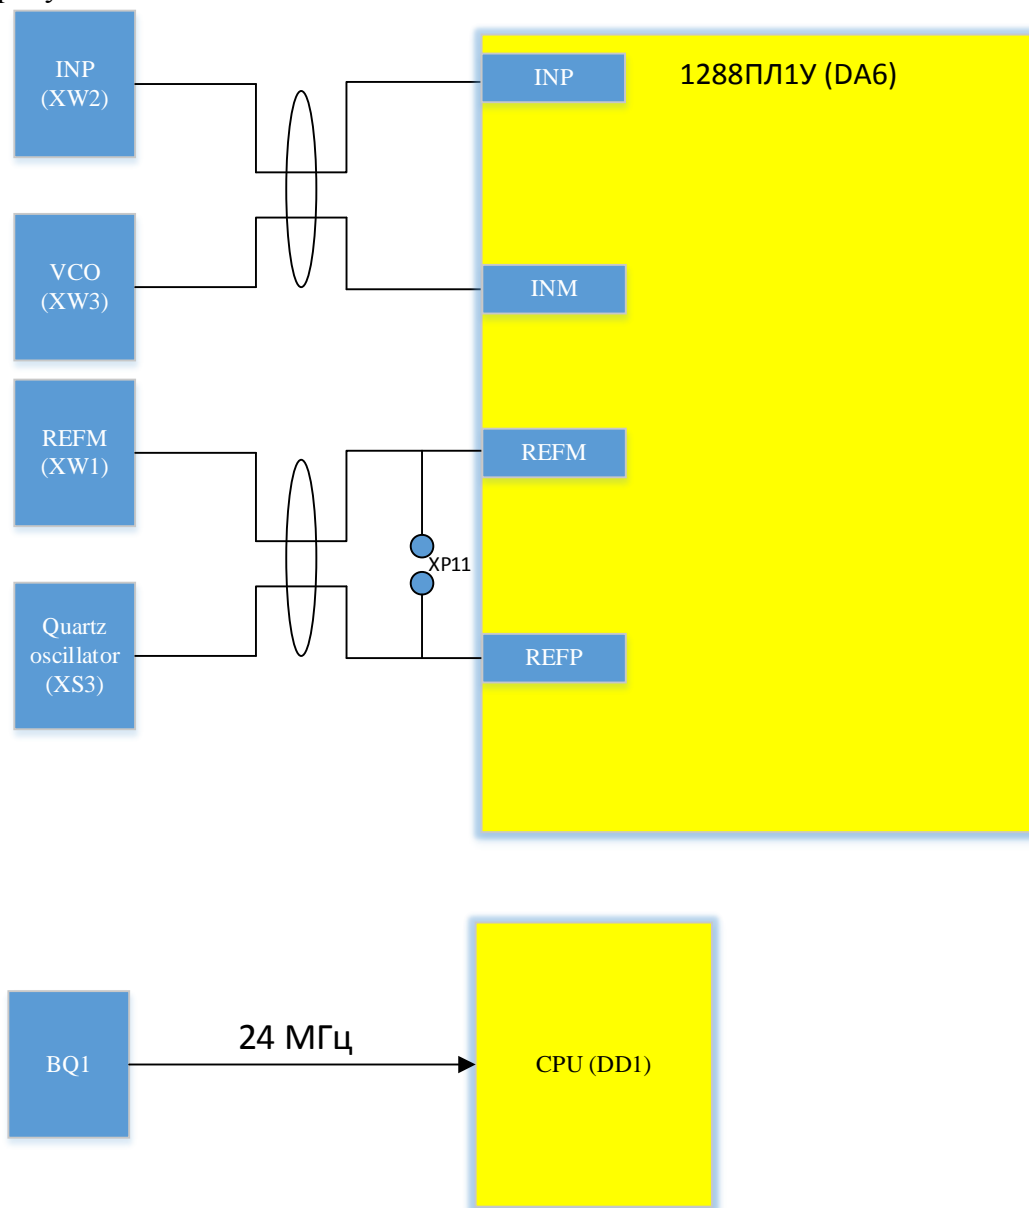 INP
(XW2)
INP
1288ПЛ1У (DA6)
VCO
(XW3)
INM
REFM
(XW1)
REFM
XP11
Quartz
oscillator
(XS3)
REFP
BQ1
24 МГц
CPU (DD1)